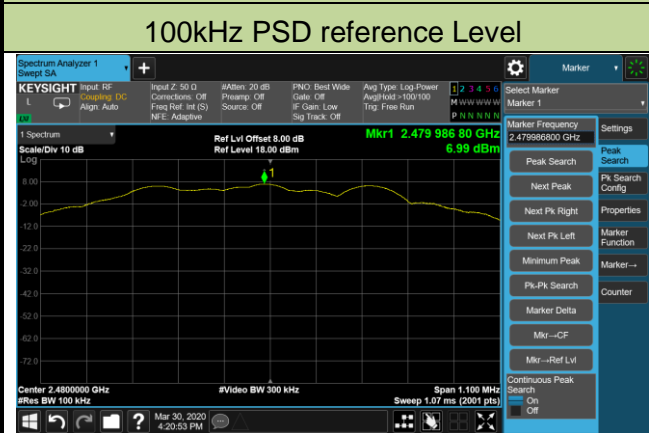 100kHz PSD reference Level
Spectrum Analyzer 1
Swept SA
KEYSIGHT
L
Input: RF
Coupling: DC
Align: Auto
Input Z: 50 Ω
Corrections: Off
Freq Ref: Int (S)
NFE: Adaptive
#Atten: 20 dB
Preamp: Off
Source: Off
PNO: Best Wide
Gate: Off
IF Gain: Low
Sig Track: Off
Avg Type: Log-Power
Avg|Hold:>100/100
Trig: Free Run
1 2 3 4 5 6
M W W W W W
P N N N N N
1 Spectrum
Scale/Div 10 dB
Log
Ref Lvl Offset 8.00 dB
Ref Level 18.00 dBm
Mkr1 2.479 986 80 GHz
6.99 dBm
1
8.00
-2.00
-12.0
-22.0
-32.0
-42.0
-52.0
-62.0
-72.0
Center 2.4800000 GHz
#Res BW 100 kHz
#Video BW 300 kHz
Span 1.100 MHz
Sweep 1.07 ms (2001 pts)
Mar 30, 2020
4:20:53 PM
Marker
Select Marker
Marker 1
Marker Frequency
2.479986800 GHz
Peak Search
Next Peak
Next Pk Right
Next Pk Left
Minimum Peak
Pk-Pk Search
Marker Delta
Mkr→CF
Mkr→Ref Lvl
Continuous Peak
Search
On
Off
Settings
Peak
Search
Pk Search
Config
Properties
Marker
Function
Marker→
Counter